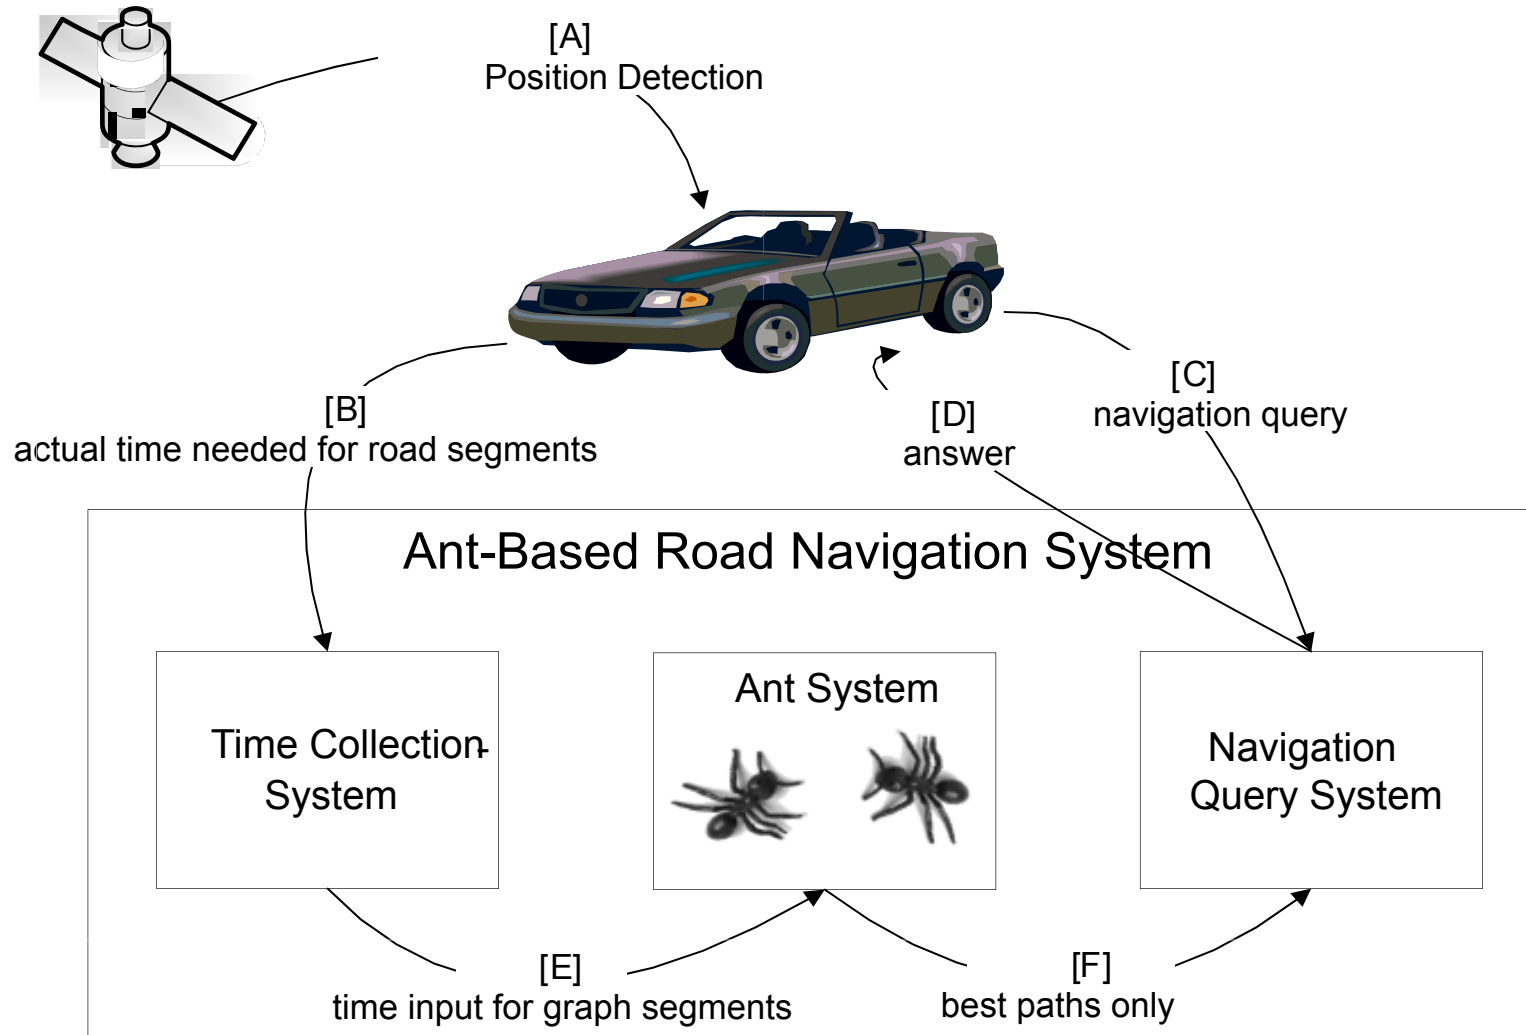 [A]
Position Detection
[B]
actual time needed for road segments
[C]
navigation query
[D]
answer
Ant-Based Road Navigation System
Time Collection-
System
Ant System
Navigation
Query System
[E]
time input for graph segments
[F]
best paths only